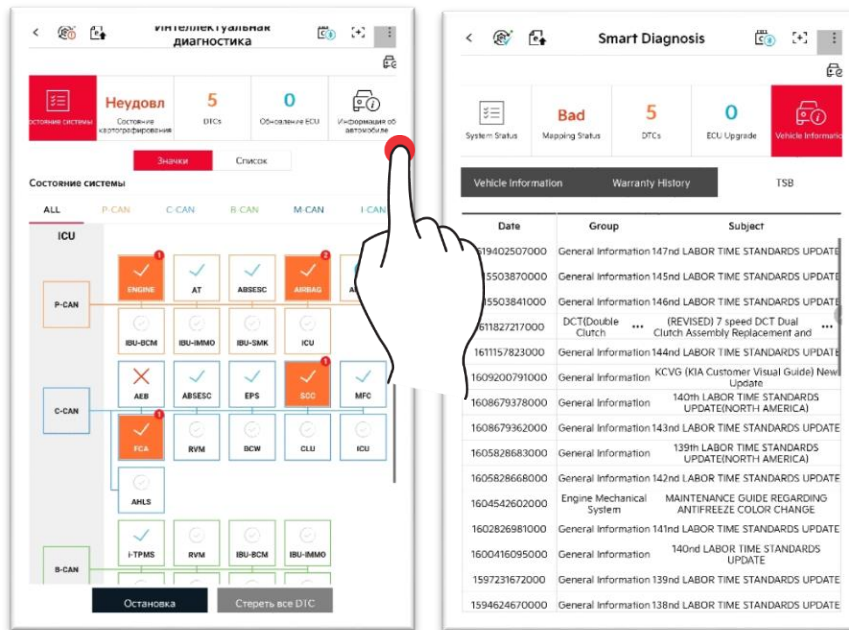 Интеллектуальная
диагностика
Неудовл
5
0
остояние системы
Состояние
картографирования
DTCs
Обновление ECU
Информация об
автомобиле
Значки
Список
Состояние системы
ALL
P-CAN
C-CAN
B-CAN
M-CAN
I-CAN
ICU
P-CAN
1
ENGINE
AT
ABSESC
2
AIRBAG
IBU-BCM
IBU-IMMO
IBU-SMK
ICU
C-CAN
AEB
ABSESC
EPS
1
SCC
MFC
1
FCA
RVM
BCW
CLU
ICU
AHLS
B-CAN
i-TPMS
RVM
IBU-BCM
IBU-IMMO
Остановка
Стереть все DTC
Smart Diagnosis
System Status
Bad
Mapping Status
5
DTCs
0
ECU Upgrade
Vehicle Informatio
Vehicle Information
Warranty History
TSB
Date Group Subject
619402507000 General Information 147nd LABOR TIME STANDARDS UPDATE
5503870000 General Information 145nd LABOR TIME STANDARDS UPDATE
5503841000 General Information 146nd LABOR TIME STANDARDS UPDATE
1611827217000 DCT(Double Clutch ... (REVISED) 7 speed DCT Dual Clutch Assembly Replacement and ...
1611157823000 General Information 144nd LABOR TIME STANDARDS UPDATE
1609200791000 General Information KCVG (KIA Customer Visual Guide) New Update
1608679378000 General Information 140th LABOR TIME STANDARDS UPDATE(NORTH AMERICA)
1608679362000 General Information 143nd LABOR TIME STANDARDS UPDATE
1605828683000 General Information 139th LABOR TIME STANDARDS UPDATE(NORTH AMERICA)
1605828668000 General Information 142nd LABOR TIME STANDARDS UPDATE
1604542602000 Engine Mechanical System MAINTENANCE GUIDE REGARDING ANTIFREEZE COLOR CHANGE
1602826981000 General Information 141nd LABOR TIME STANDARDS UPDATE
1600416095000 General Information 140nd LABOR TIME STANDARDS UPDATE
1597231672000 General Information 139nd LABOR TIME STANDARDS UPDATE
1594624670000 General Information 138nd LABOR TIME STANDARDS UPDATE